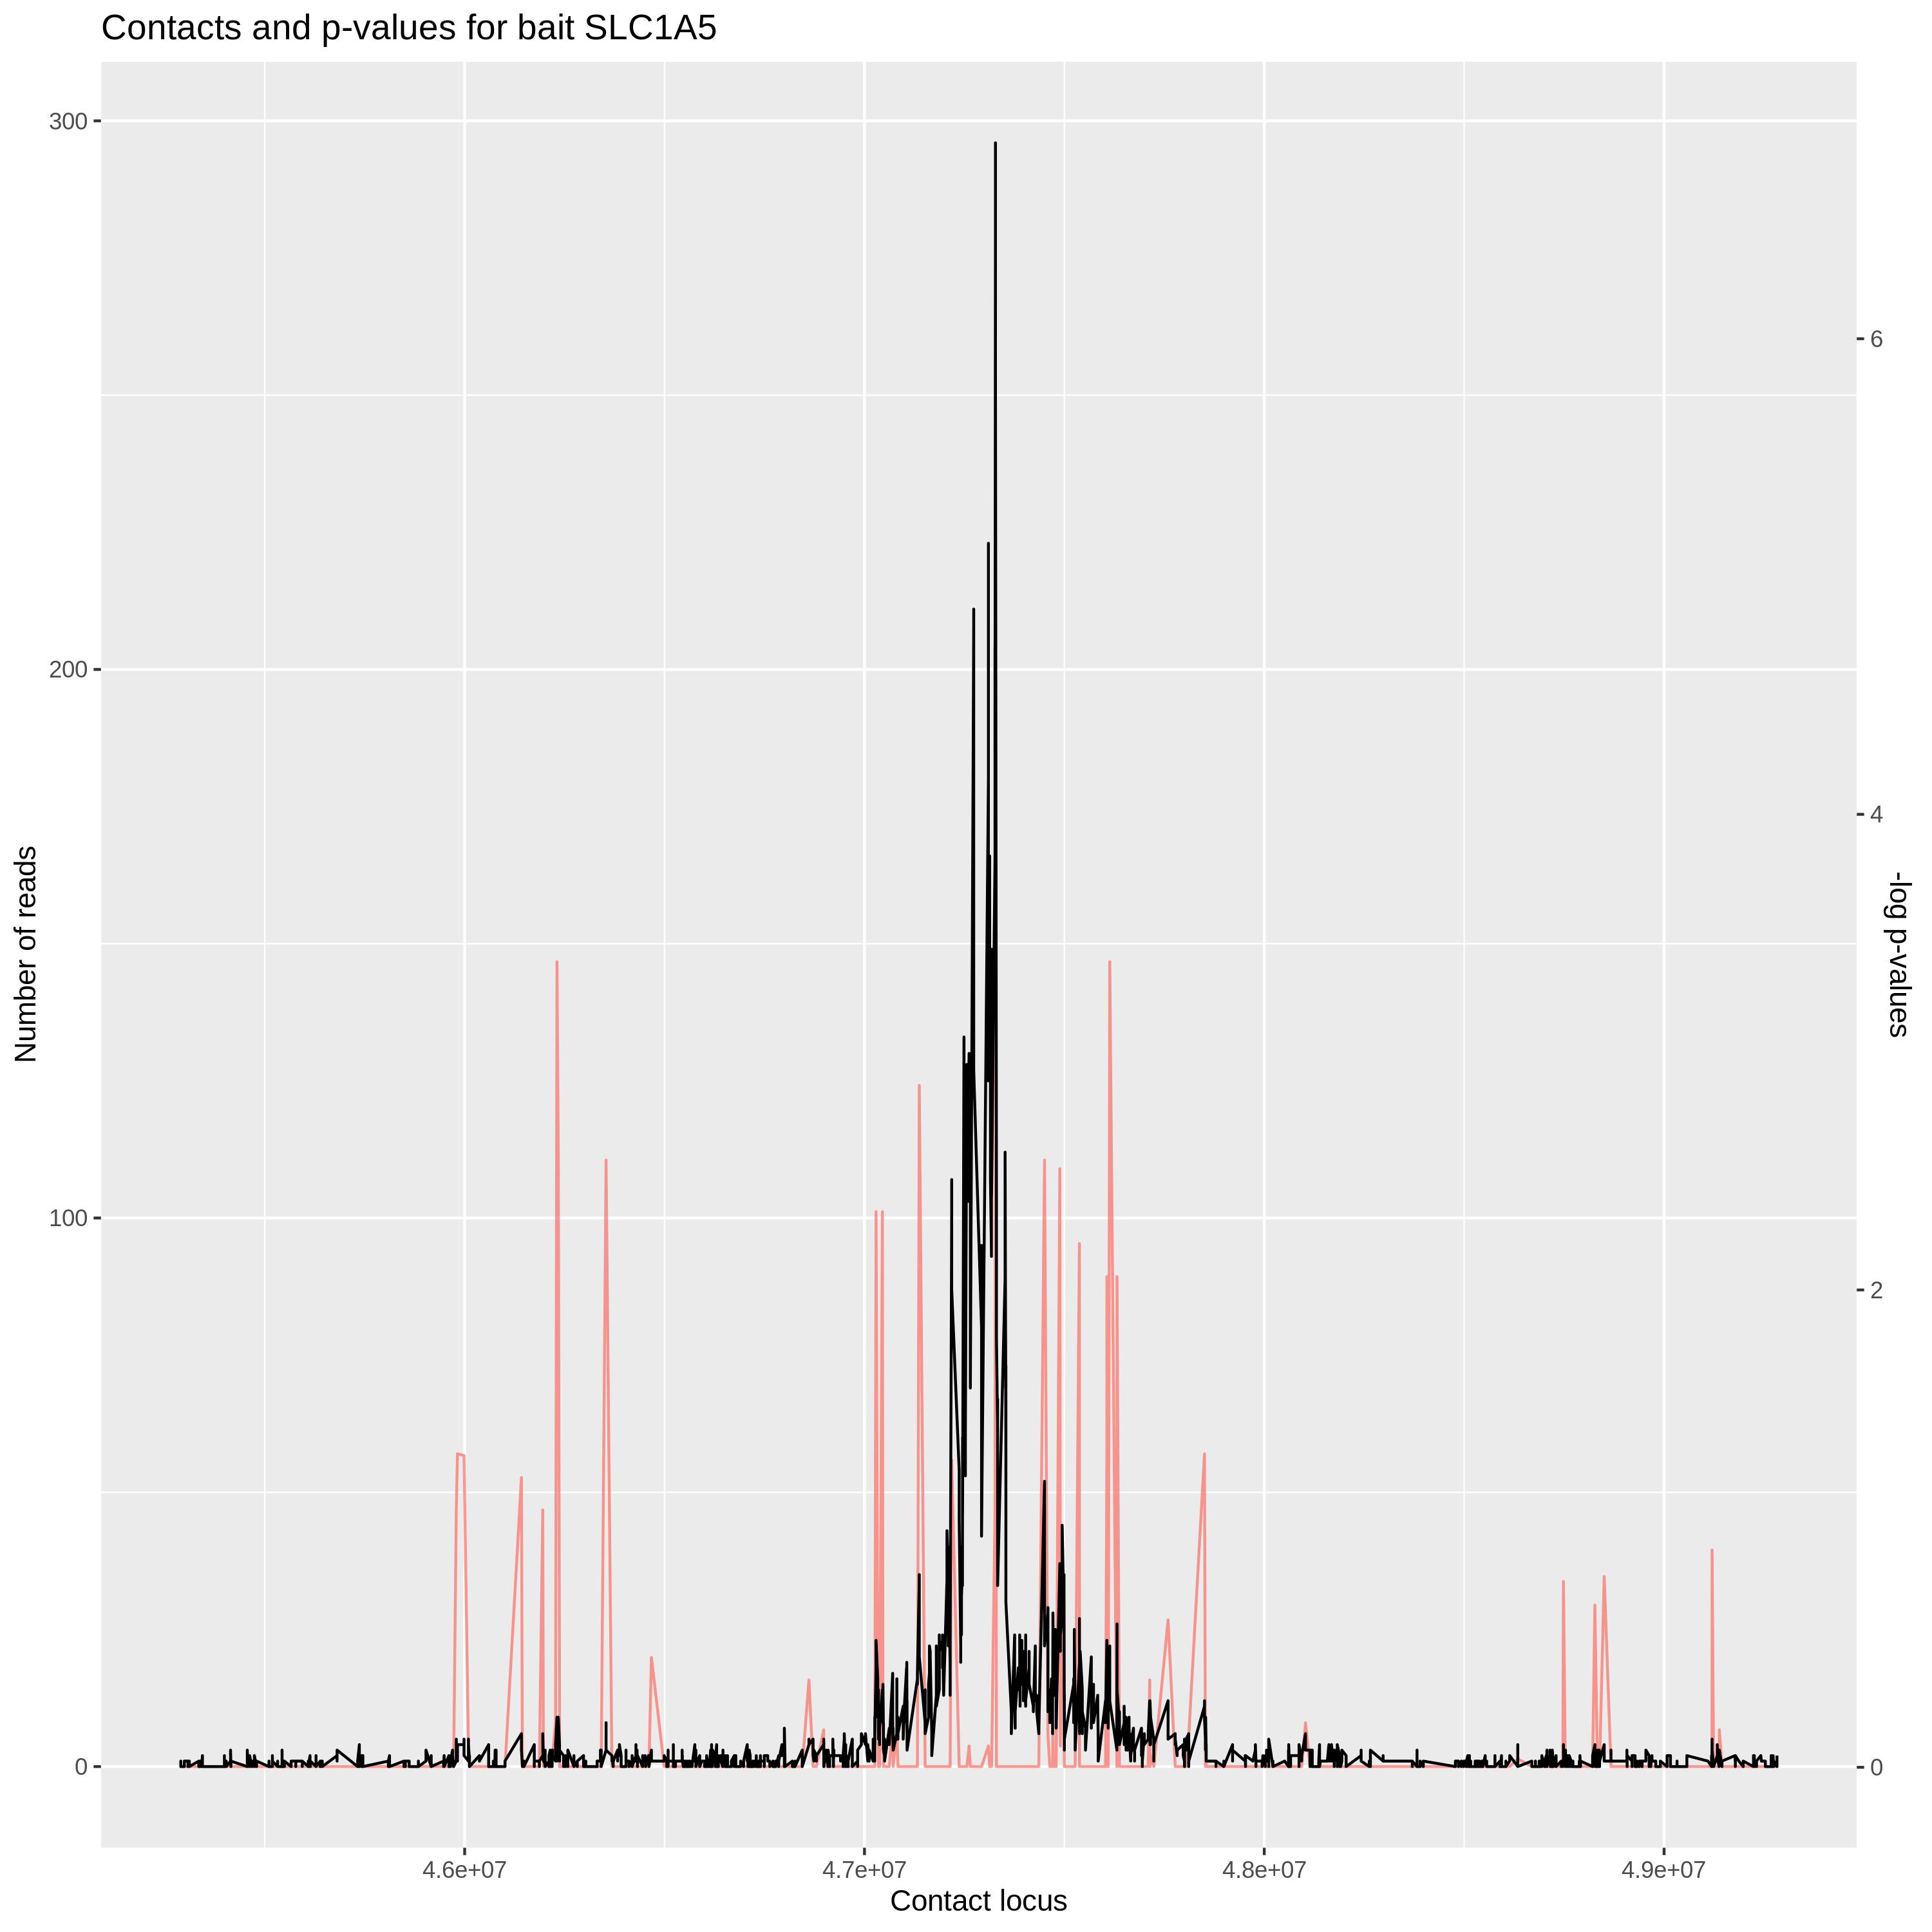 Contacts and p-values for bait SLC1A5
300
200
100
0
6
4
2
0
Number of reads
-log p-values
4.6e+07 4.7e+07 4.8e+07 4.9e+07
Contact locus